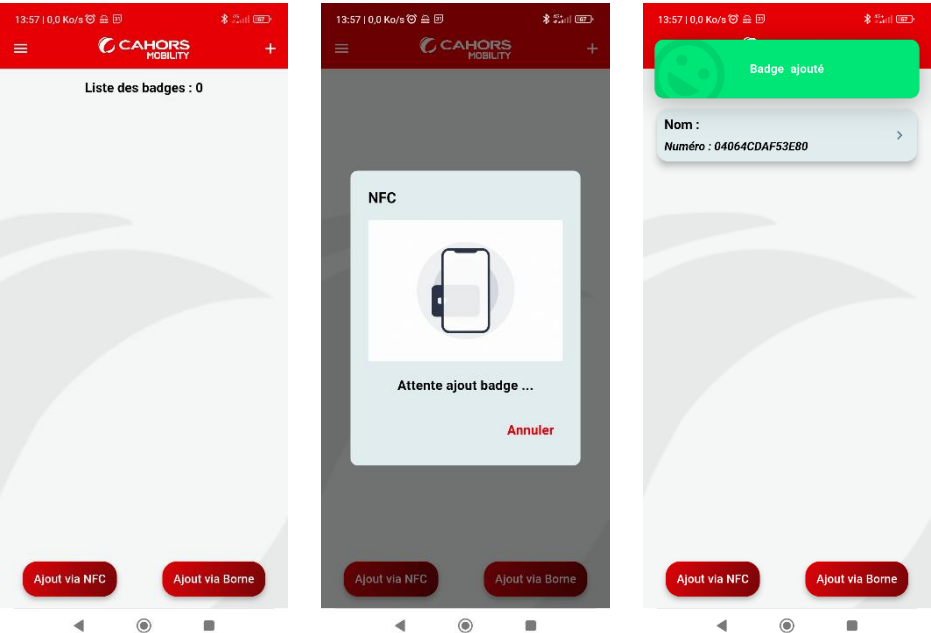 13:57 | 0,0 Ko/s
CAHORS
MOBILITY
Liste des badges : 0
Ajout via NFC
Ajout via Borne
13:57 | 0,0 Ko/s
CAHORS
MOBILITY
NFC
Attente ajout badge ...
Annuler
Ajout via NFC
Ajout via Borne
13:57 | 0,0 Ko/s
Badge ajouté
Nom :
Numéro : 04064CDAF53E80
Ajout via NFC
Ajout via Borne